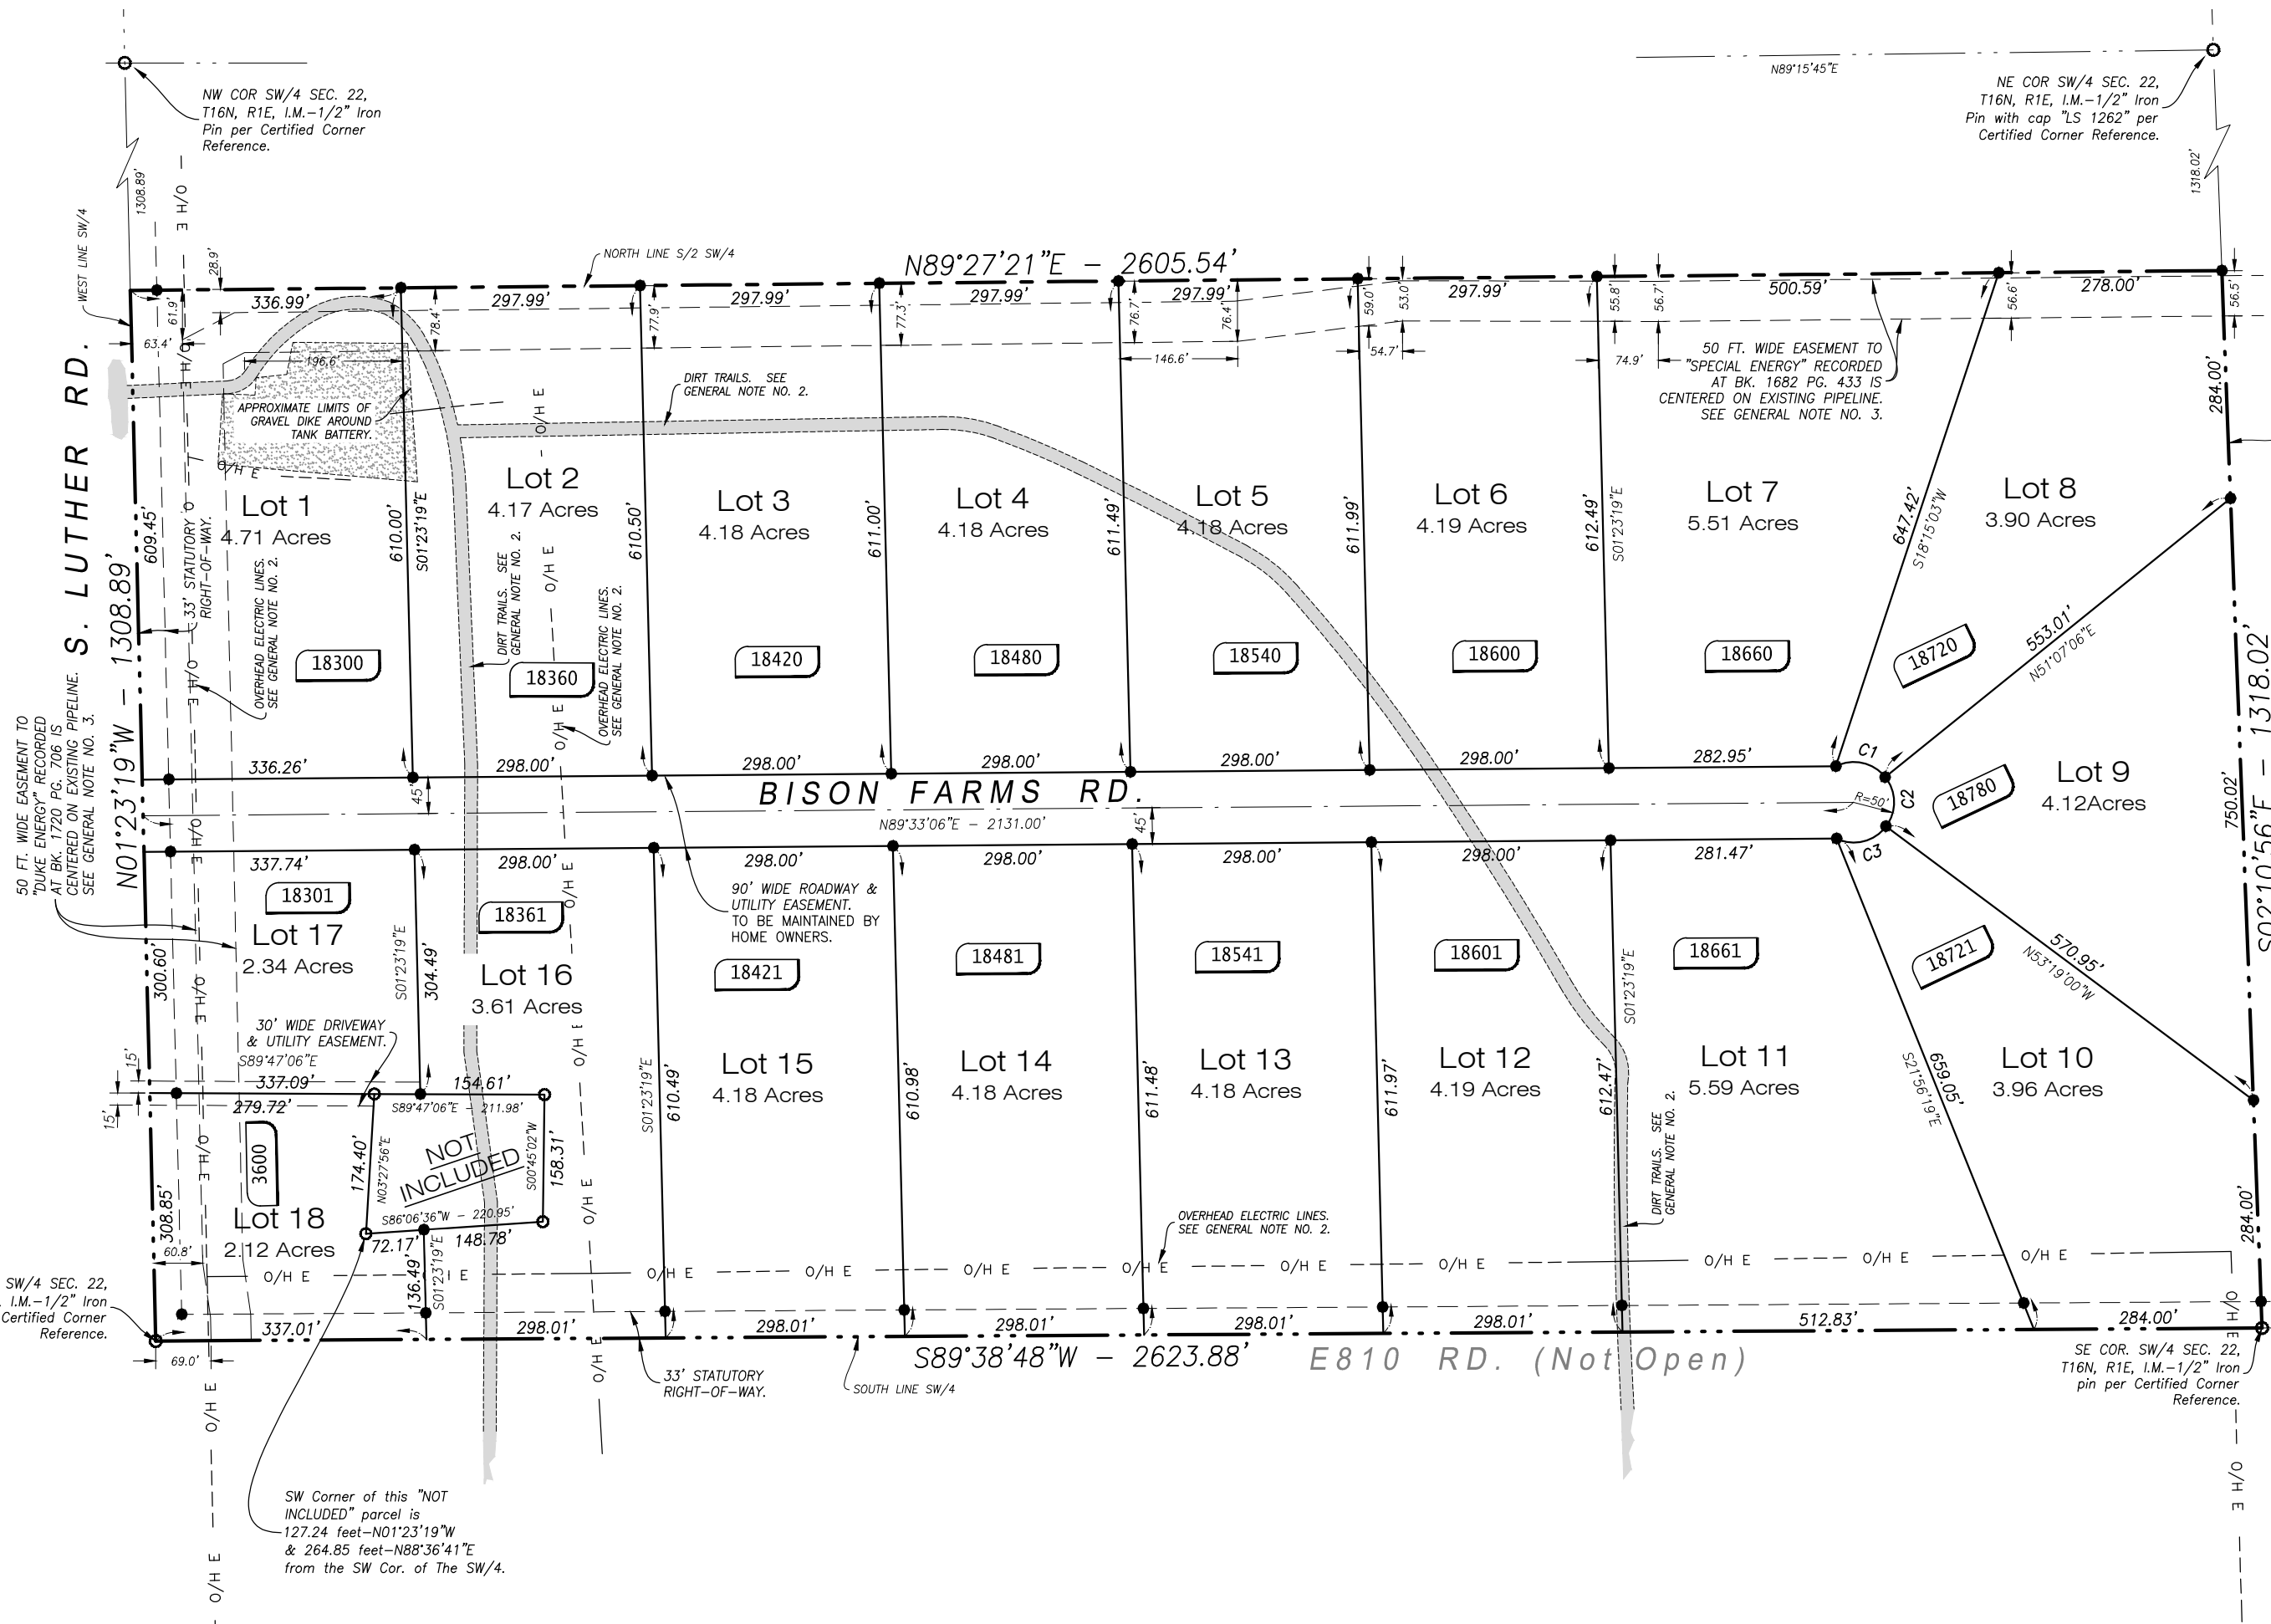 NW COR SW/4 SEC. 22,
T16N, R1E, I.M.-1/2" Iron
Pin per Certified Corner
Reference.
N89°15'45"E
NE COR SW/4 SEC. 22,
T16N, R1E, I.M.-1/2" Iron
Pin with cap "LS 1262" per
Certified Corner Reference.
1308.89'
1318.02'
WEST LINE SW/4
O/H E
NORTH LINE S/2 SW/4
N89°27'21"E - 2605.54'
28.9'
61.9'
63.4'
336.99'
78.4'
297.99'
77.9'
297.99'
77.3'
297.99'
76.7'
297.99'
76.4'
59.0'
53.0'
297.99'
55.8'
56.7'
500.59'
56.6'
278.00'
56.5'
196.6'
146.6'
54.7'
74.9'
50 FT. WIDE EASEMENT TO
"SPECIAL ENERGY" RECORDED
AT BK. 1682 PG. 433 IS
CENTERED ON EXISTING PIPELINE.
SEE GENERAL NOTE NO. 3.
DIRT TRAILS. SEE
GENERAL NOTE NO. 2.
APPROXIMATE LIMITS OF
GRAVEL DIKE AROUND
TANK BATTERY.
O/H E
O/H E
O/H E
S. LUTHER RD.
N01°23'19"W - 1308.89'
609.45'
33' STATUTORY
RIGHT-OF-WAY.
OVERHEAD ELECTRIC LINES.
SEE GENERAL NOTE NO. 2.
Lot 1
4.71 Acres
18300
610.00'
S01°23'19"E
Lot 2
4.17 Acres
18360
DIRT TRAILS. SEE
GENERAL NOTE NO. 2.
O/H E
O/H E
OVERHEAD ELECTRIC LINES.
SEE GENERAL NOTE NO. 2.
610.50'
Lot 3
4.18 Acres
18420
611.00'
Lot 4
4.18 Acres
18480
611.49'
Lot 5
4.18 Acres
18540
611.99'
Lot 6
4.19 Acres
18600
612.49'
S01°23'19"E
Lot 7
5.51 Acres
18660
647.42'
S18°15'03"W
Lot 8
3.90 Acres
18720
284.00'
553.01'
N51°07'06"E
50 FT. WIDE EASEMENT TO
"DUKE ENERGY" RECORDED
AT BK. 1720 PG. 706 IS
CENTERED ON EXISTING PIPELINE.
SEE GENERAL NOTE NO. 3.
336.26'
298.00'
298.00'
298.00'
298.00'
298.00'
282.95'
C1
C2
C3
R=50'
45'
BISON FARMS RD.
N89°33'06"E - 2131.00'
45'
18780
Lot 9
4.12Acres
750.02'
S02°10'56"E - 1318.02'
337.74'
298.00'
298.00'
298.00'
298.00'
298.00'
281.47'
90' WIDE ROADWAY &
UTILITY EASEMENT.
TO BE MAINTAINED BY
HOME OWNERS.
18301
Lot 17
2.34 Acres
300.60'
O/H E
O/H E
S01°23'19"E
304.49'
18361
Lot 16
3.61 Acres
O/H E
O/H E
18421
Lot 15
4.18 Acres
S01°23'19"E
610.49'
18481
Lot 14
4.18 Acres
610.98'
18541
Lot 13
4.18 Acres
611.48'
18601
Lot 12
4.19 Acres
611.97'
18661
Lot 11
5.59 Acres
S01°23'19"E
612.47'
DIRT TRAILS. SEE
GENERAL NOTE NO. 2.
18721
Lot 10
3.96 Acres
659.05'
S21°56'19"E
570.95'
N53°19'00"W
284.00'
30' WIDE DRIVEWAY
& UTILITY EASEMENT.
S89°47'06"E
337.09'
154.61'
279.72'
S89°47'06"E - 211.98'
15'
15'
3600
O/H E
174.40'
N03°27'56"E
NOT
INCLUDED
S00°45'02"W
158.31'
S86°06'36"W - 220.95'
72.17'
148.78'
308.85'
Lot 18
2.12 Acres
60.8'
136.49'
S01°23'19"E
O/H E
O/H E
OVERHEAD ELECTRIC LINES.
SEE GENERAL NOTE NO. 2.
O/H E
O/H E
O/H E
O/H E
O/H E
O/H E
O/H E
O/H E
O/H E
SW/4 SEC. 22,
I.M.-1/2" Iron
Certified Corner
Reference.
337.01'
298.01'
298.01'
298.01'
298.01'
298.01'
512.83'
284.00'
69.0'
O/H E
O/H E
S89°38'48"W - 2623.88'
E810 RD. (Not Open)
33' STATUTORY
RIGHT-OF-WAY.
SOUTH LINE SW/4
SE COR. SW/4 SEC. 22,
T16N, R1E, I.M.-1/2" Iron
pin per Certified Corner
Reference.
O/H E
O/H E
SW Corner of this "NOT
INCLUDED" parcel is
127.24 feet-N01°23'19"W
& 264.85 feet-N88°36'41"E
from the SW Cor. of The SW/4.
O/H E